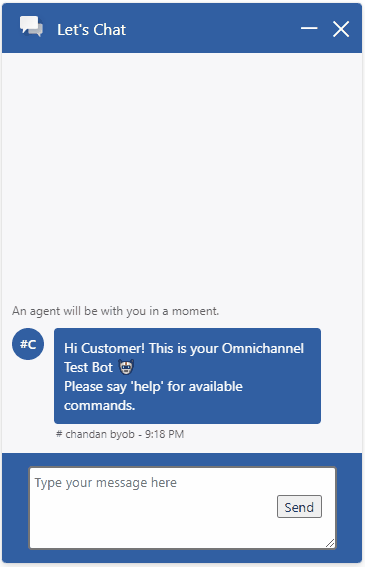 Let's Chat
An agent will be with you in a moment.
#C
Hi Customer! This is your Omnichannel
Test Bot
Please say 'help' for available
commands.
# chandan byob - 9:18 PM
Type your message here
Send